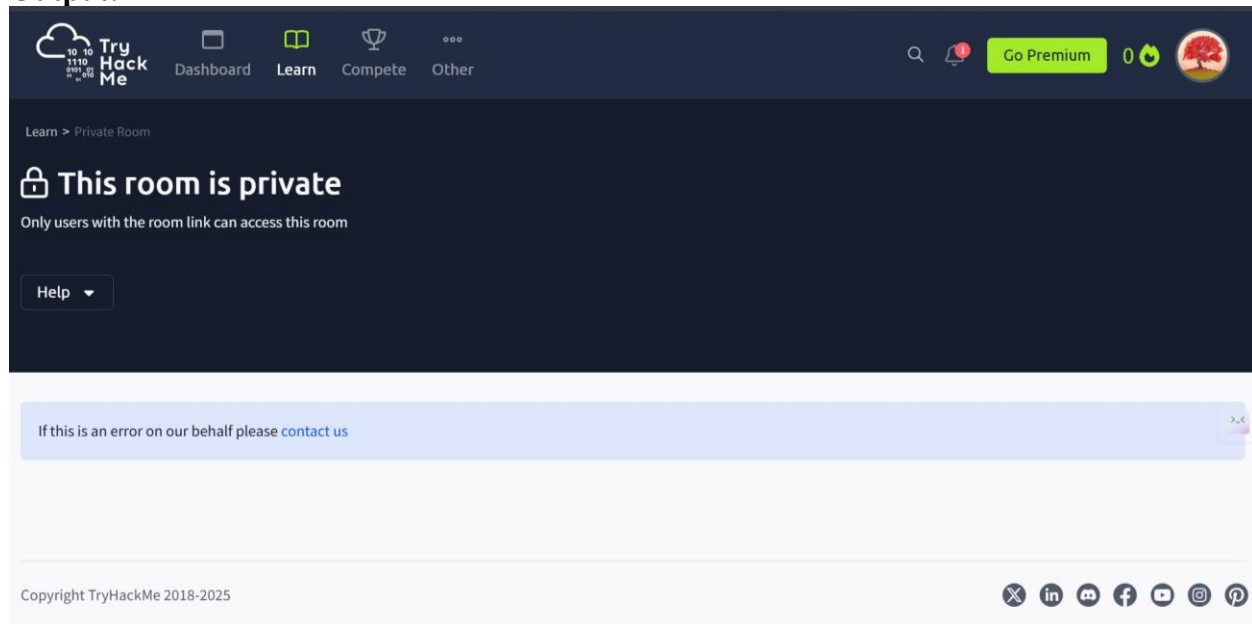 Try
Hack
Me
Dashboard
Learn
Compete
Other
Go Premium
0
Learn > Private Room
This room is private
Only users with the room link can access this room
Help
If this is an error on our behalf please contact us
Copyright TryHackMe 2018-2025